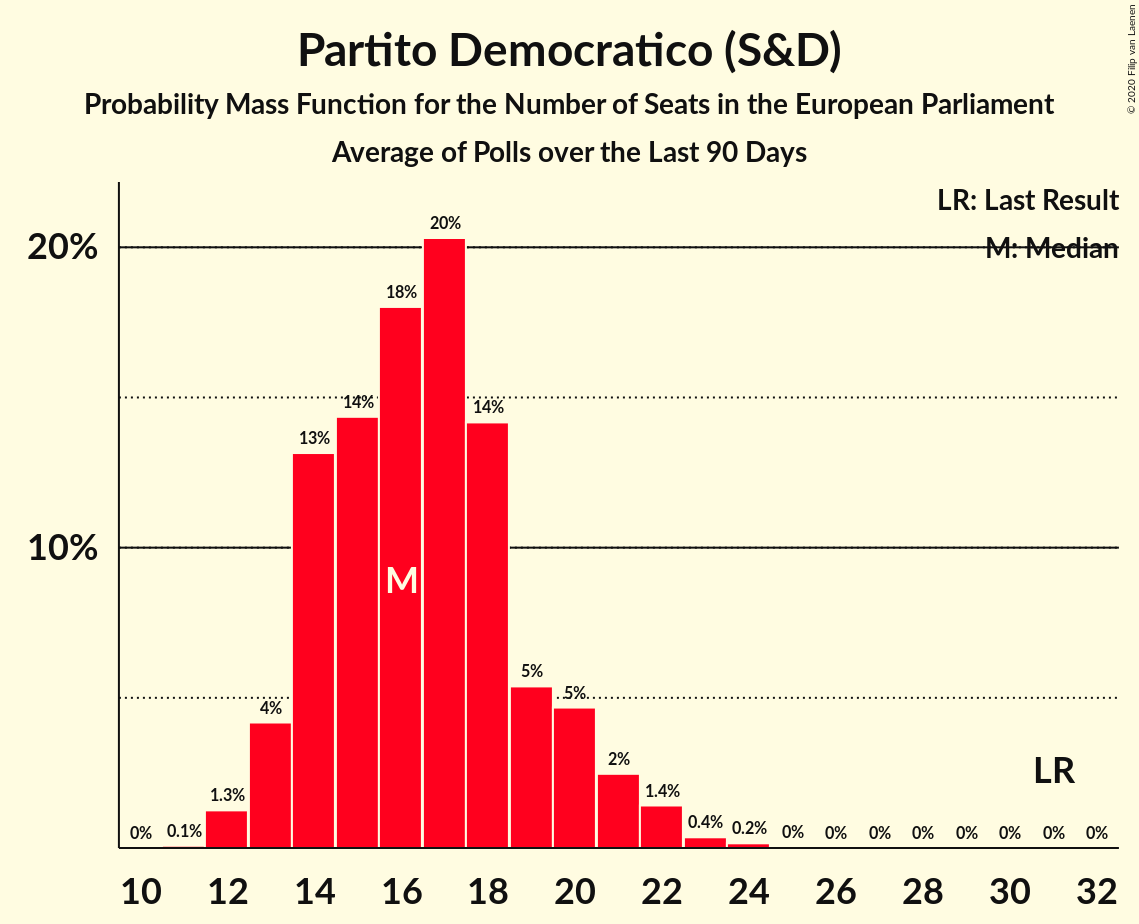 Partito Democratico (S&D)
Probability Mass Function for the Number of Seats in the European Parliament
Average of Polls over the Last 90 Days
© 2020 Filip van Laenen
LR: Last Result
M: Median
20%
10%
0%
0.1%
1.3%
4%
13%
14%
18%
20%
14%
5%
5%
2%
1.4%
0.4%
0.2%
0%
0%
0%
0%
0%
0%
0%
0%
M
LR
10 12 14 16 18 20 22 24 26 28 30 32